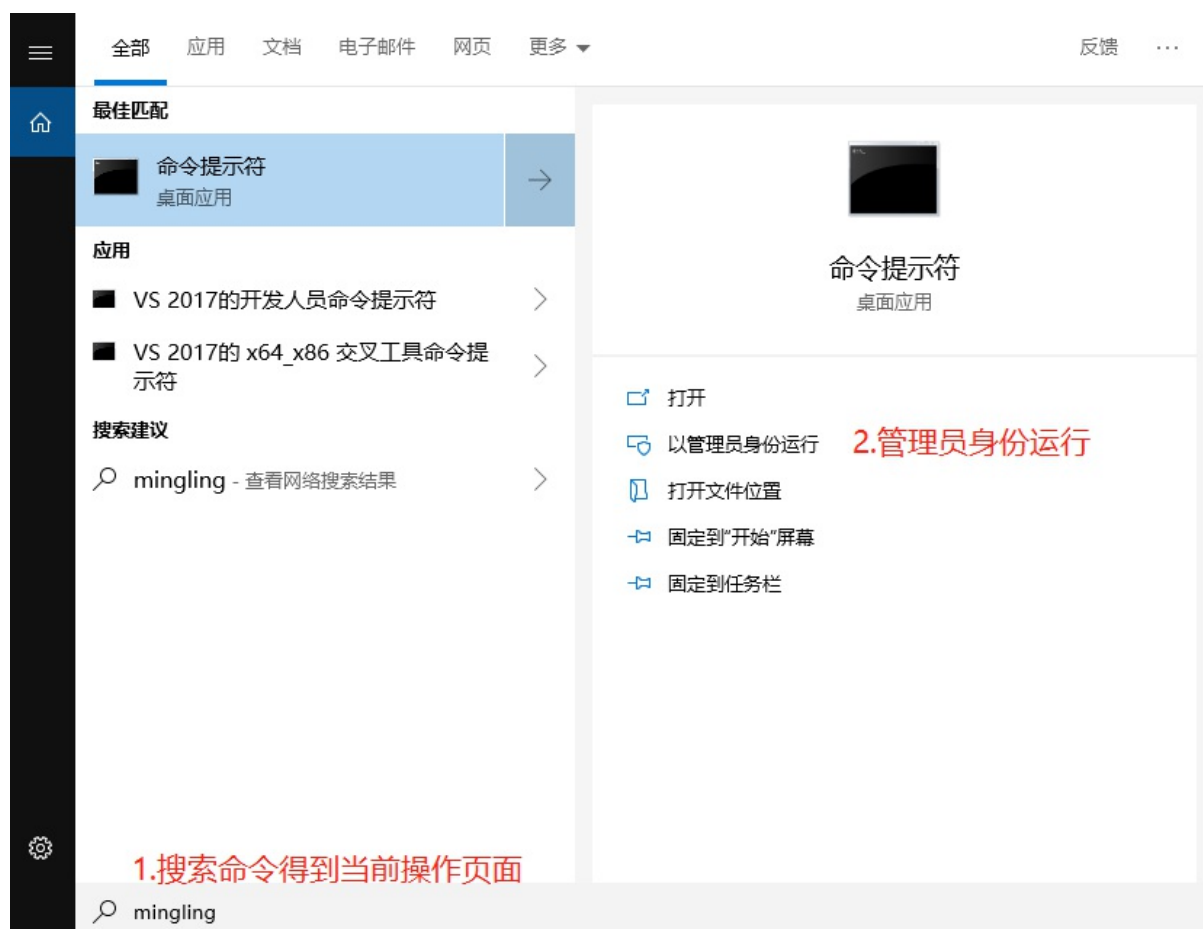 全部 应用 文档 电子邮件 网页 更多 反馈
最佳匹配
命令提示符
桌面应用
应用
VS 2017的开发人员命令提示符
VS 2017的 x64_x86 交叉工具命令提
示符
搜索建议
mingling - 查看网络搜索结果
命令提示符
桌面应用
打开
以管理员身份运行 2.管理员身份运行
打开文件位置
固定到"开始"屏幕
固定到任务栏
1.搜索命令得到当前操作页面
mingling